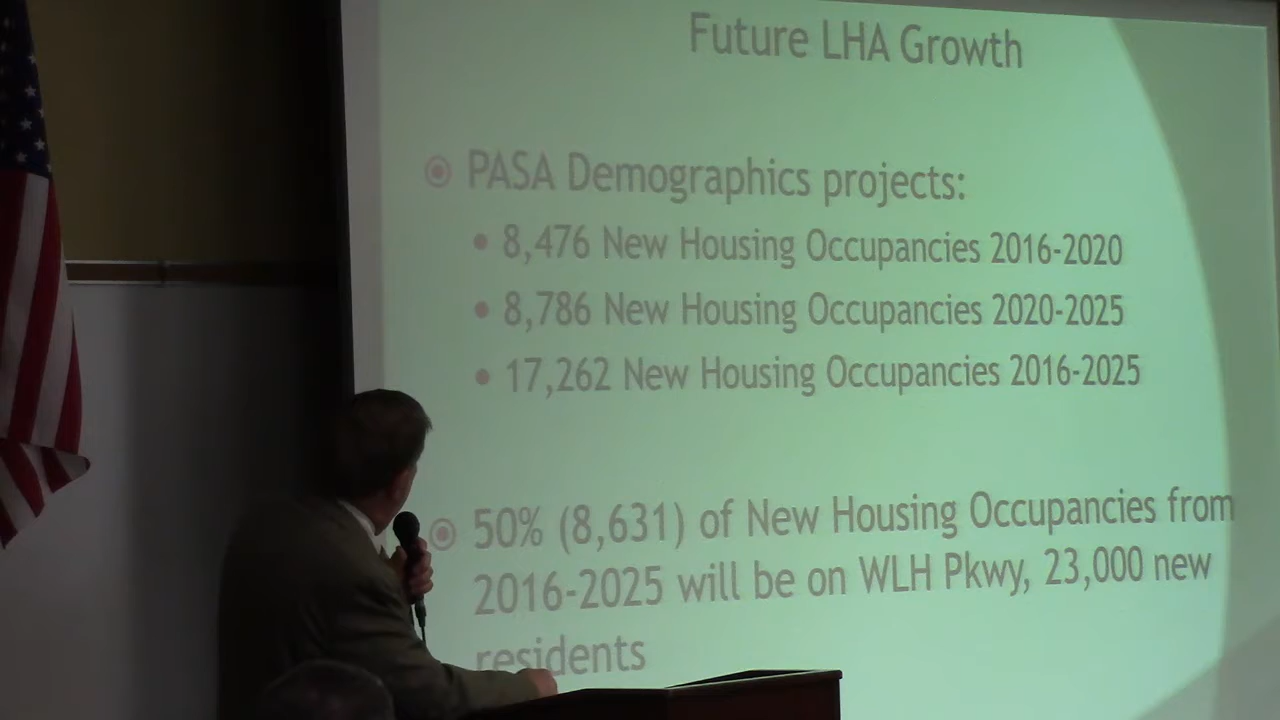 Future LHA Growth
PASA Demographics projects:
8,476 New Housing Occupancies 2016-2020
8,786 New Housing Occupancies 2020-2025
17,262 New Housing Occupancies 2016-2025
50% (8,631) of New Housing Occupancies from
2016-2025 will be on WLH Pkwy, 23,000 new
residents